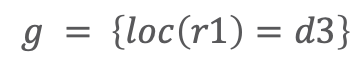 g = {loc(r1) = d3}